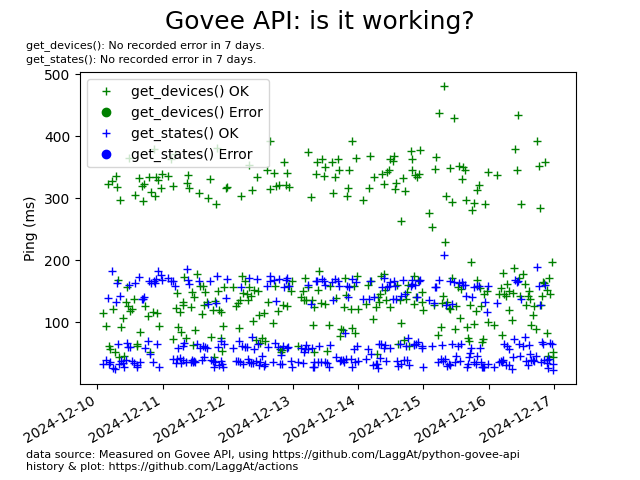 Govee API: is it working?
get_devices(): No recorded error in 7 days.
get_states(): No recorded error in 7 days.
500
400
300
200
100
Ping (ms)
get_devices() OK
get_devices() Error
get_states() OK
get_states() Error
2024-12-10
2024-12-11
2024-12-12
2024-12-13
2024-12-14
2024-12-15
2024-12-16
2024-12-17
data source: Measured on Govee API, using https://github.com/LaggAt/python-govee-api
history & plot: https://github.com/LaggAt/actions